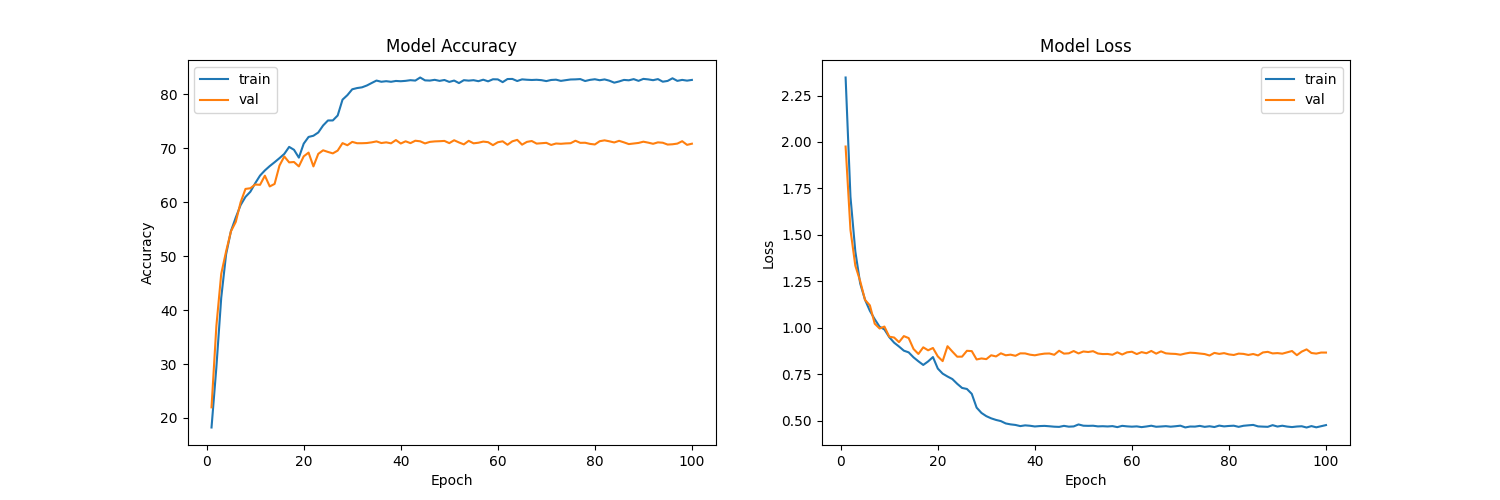 Model Accuracy
train
val
80
70
60
50
40
30
20
Accuracy
0 20 40 60 80 100
Epoch
Model Loss
train
val
2.25
2.00
1.75
1.50
1.25
1.00
0.75
0.50
Loss
0 20 40 60 80 100
Epoch